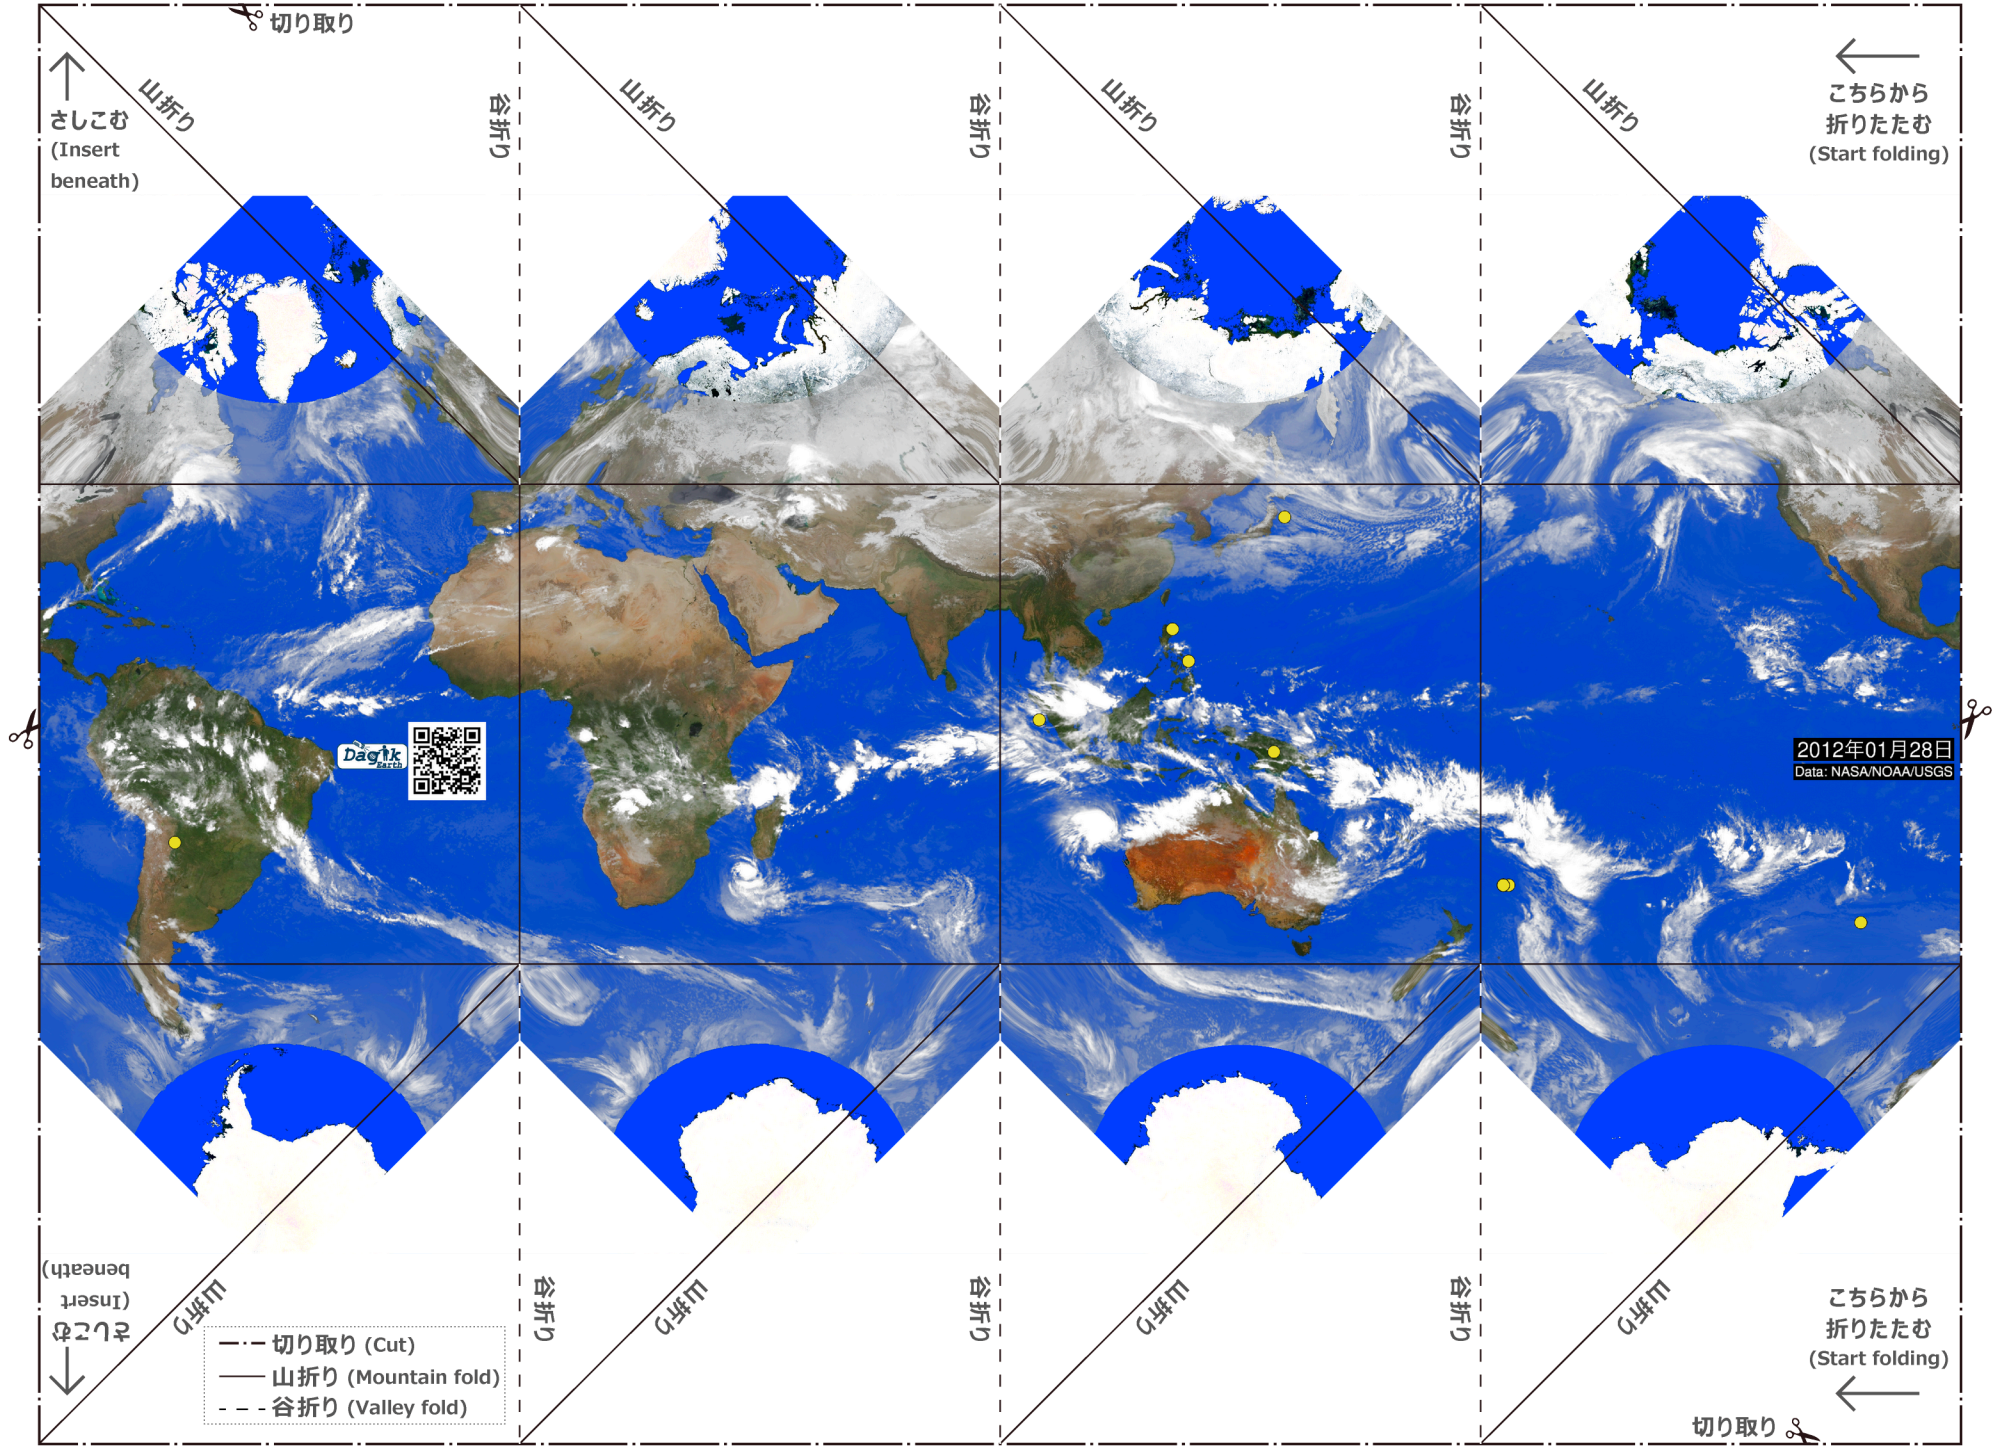 切り取り
さしこむ
(Insert
beneath)
山折り
谷折り
山折り
谷折り
山折り
谷折り
山折り
こちらから
折りたたむ
(Start folding)
Dagik
Earth
2012年01月28日
Data: NASA/NOAA/USGS
さしこむ
(Insert
beneath)
山折り
谷折り
山折り
谷折り
山折り
谷折り
山折り
こちらから
折りたたむ
(Start folding)
切り取り (Cut)
山折り (Mountain fold)
谷折り (Valley fold)
切り取り